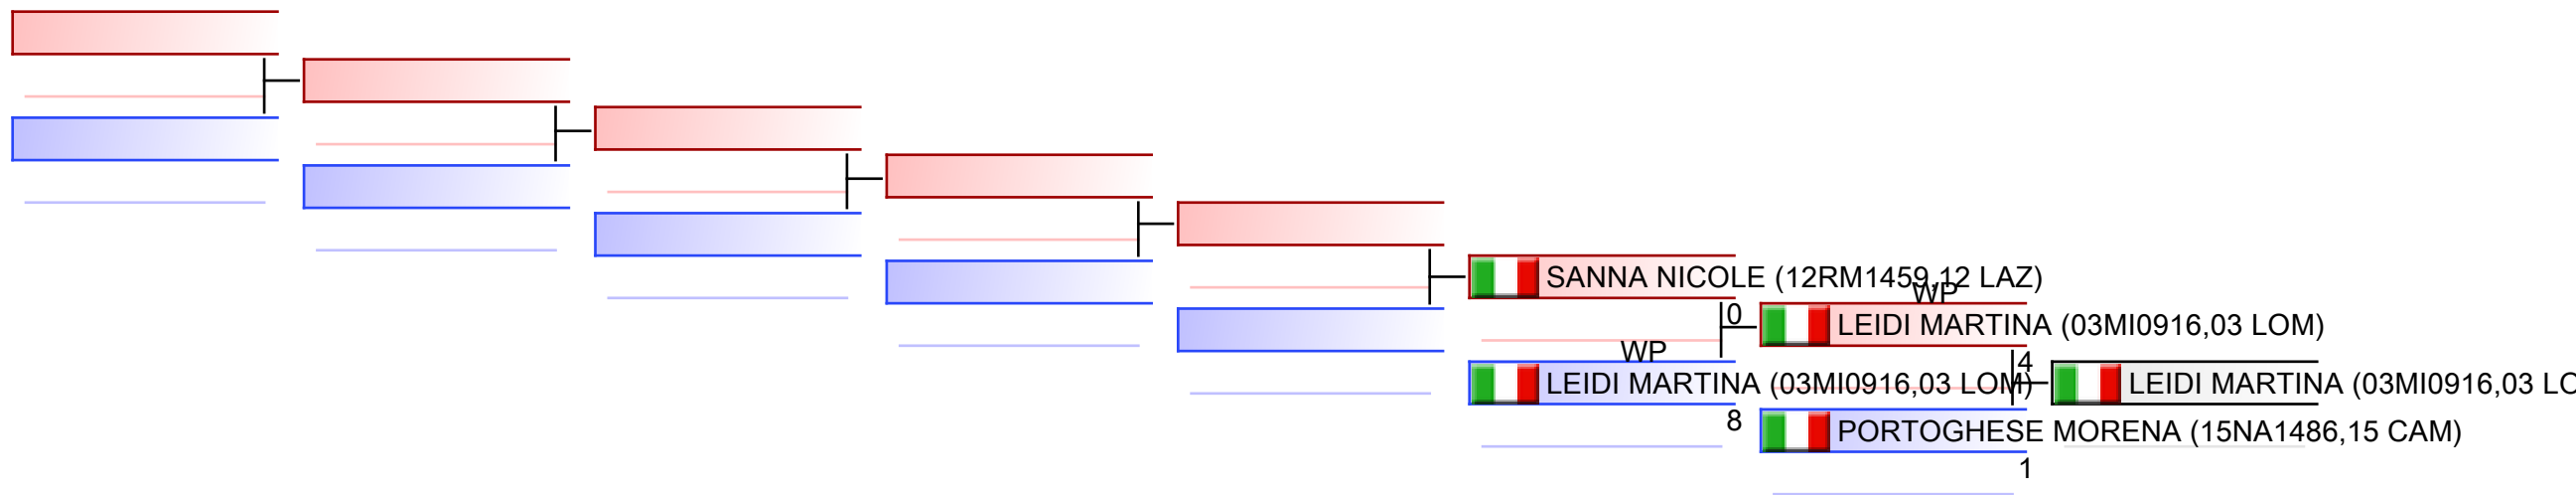 SANNA NICOLE (12RM1459,12 LAZ)
WP
0
LEIDI MARTINA (03MI0916,03 LOM)
WP
4
LEIDI MARTINA (03MI0916,03 LOM)
LEIDI MARTINA (03MI0916,03 LO
8
PORTOGHESE MORENA (15NA1486,15 CAM)
1